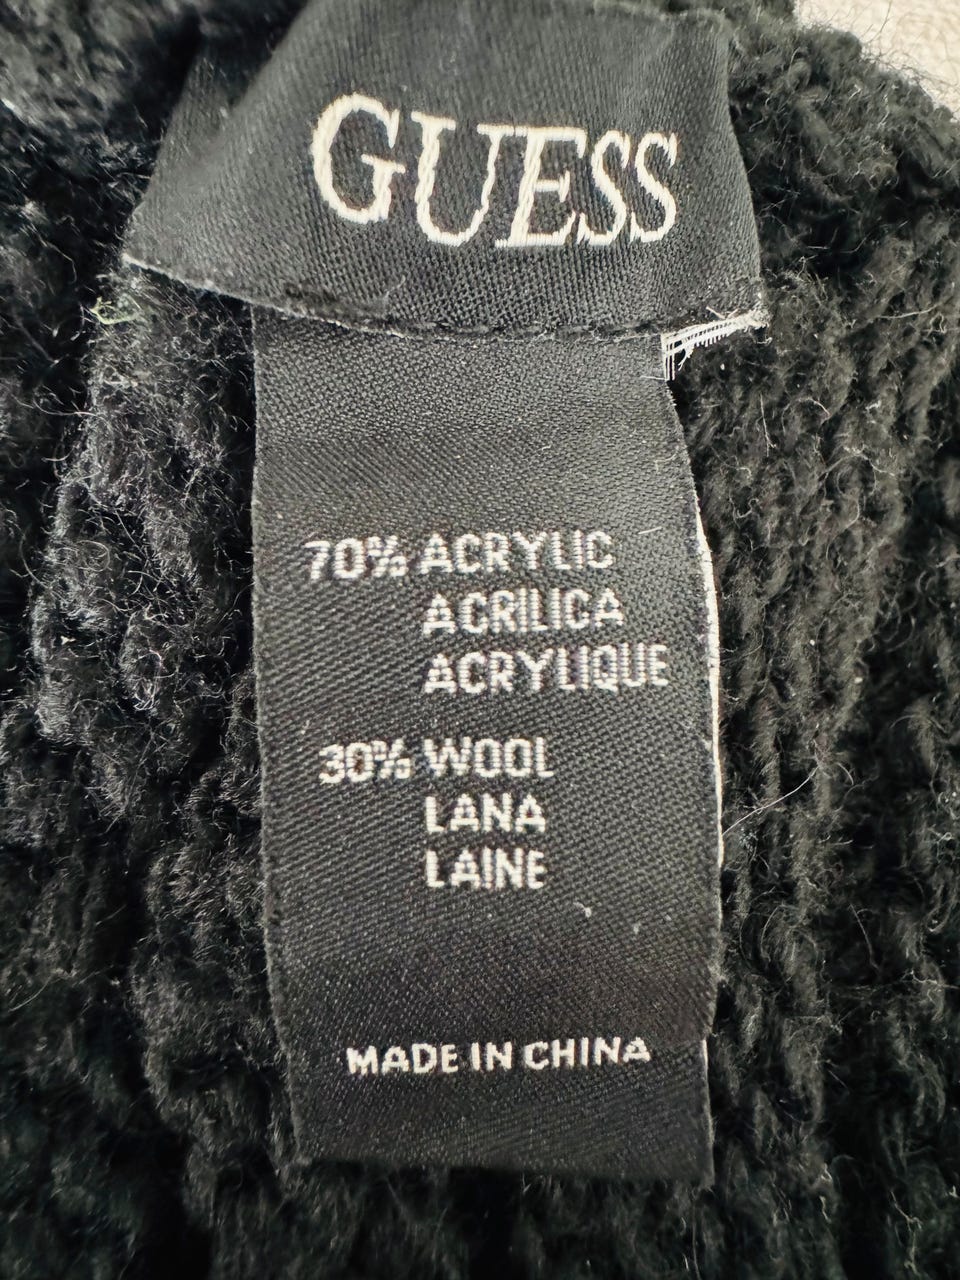 GUESS
70% ACRYLIC
ACRILICA
ACRYLIQUE
30% WOOL
LANA
LAINE
MADE IN CHINA